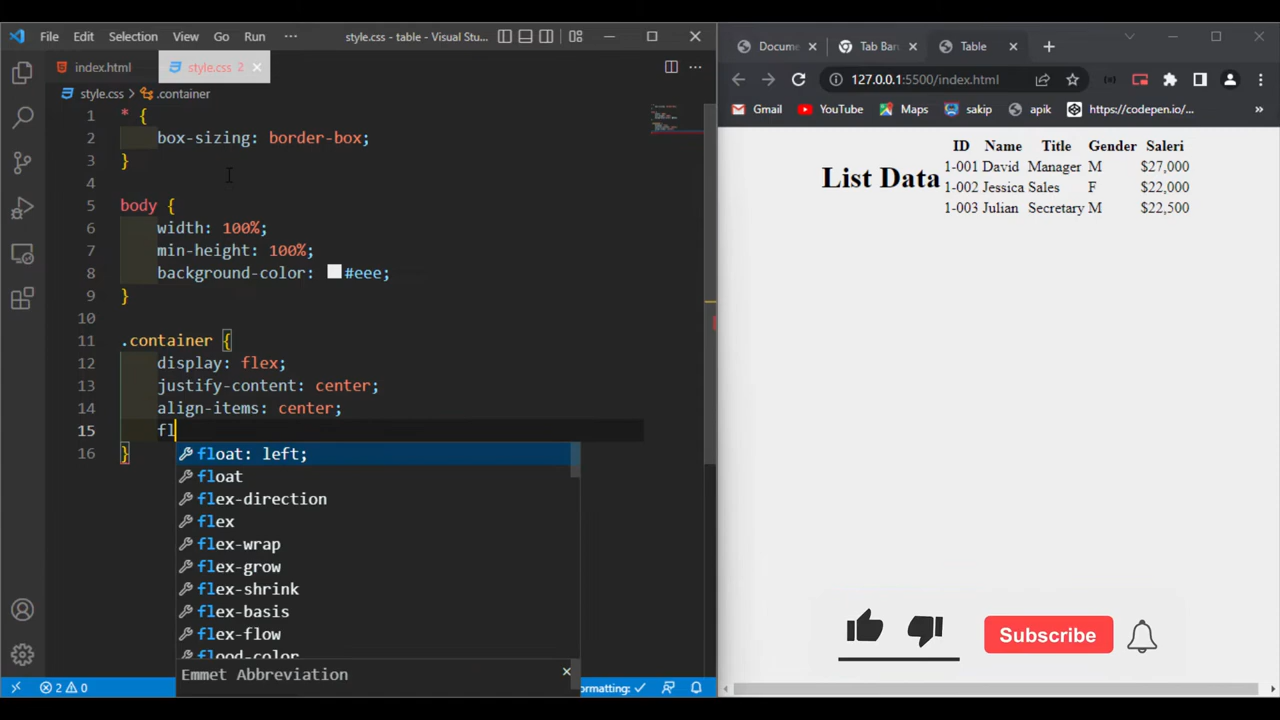 File Edit Selection View Go Run ··· style.css - table - Visual Stu...
index.html style.css 2
style.css > .container
1 * {
2 box-sizing: border-box;
3 }
4
5 body {
6 width: 100%;
7 min-height: 100%;
8 background-color: #eee;
9 }
10
11 .container {
12 display: flex;
13 justify-content: center;
14 align-items: center;
15 fl
16 }
float: left;
float
flex-direction
flex
flex-wrap
flex-grow
flex-shrink
flex-basis
flex-flow
flood-color
Emmet Abbreviation
2 0 ormatting:
Docume Tab Bar Table
127.0.0.1:5500/index.html
Gmail YouTube Maps sakip apik https://codepen.io/... »
List Data
ID Name Title Gender Saleri
1-001 David Manager M $27,000
1-002 Jessica Sales F $22,000
1-003 Julian Secretary M $22,500
Subscribe